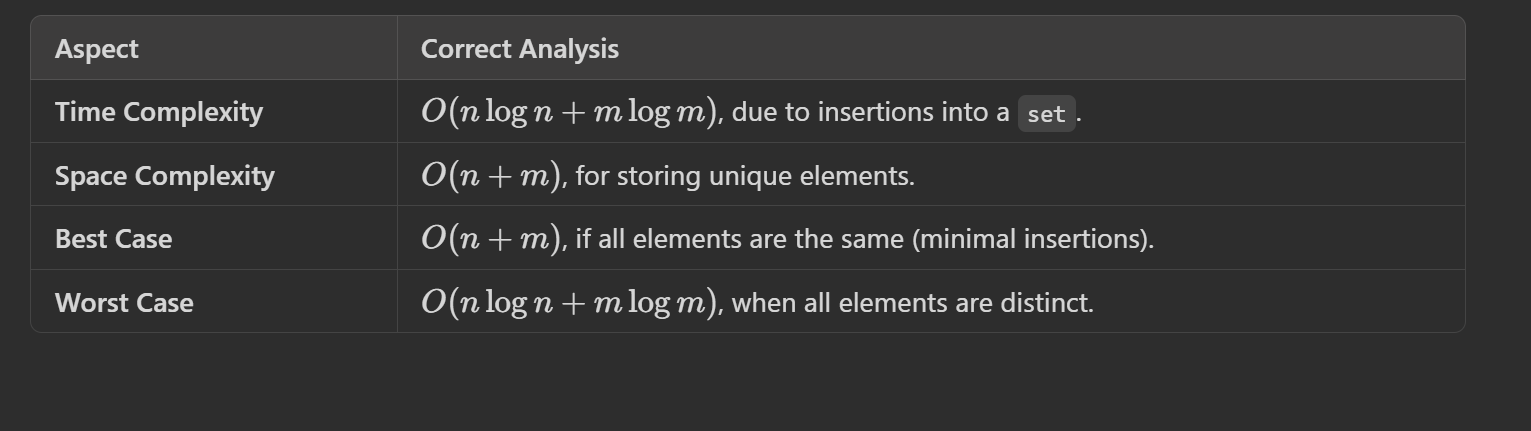 Aspect Correct Analysis
Time Complexity O(n log n + m log m), due to insertions into a set.
Space Complexity O(n + m), for storing unique elements.
Best Case O(n + m), if all elements are the same (minimal insertions).
Worst Case O(n log n + m log m), when all elements are distinct.